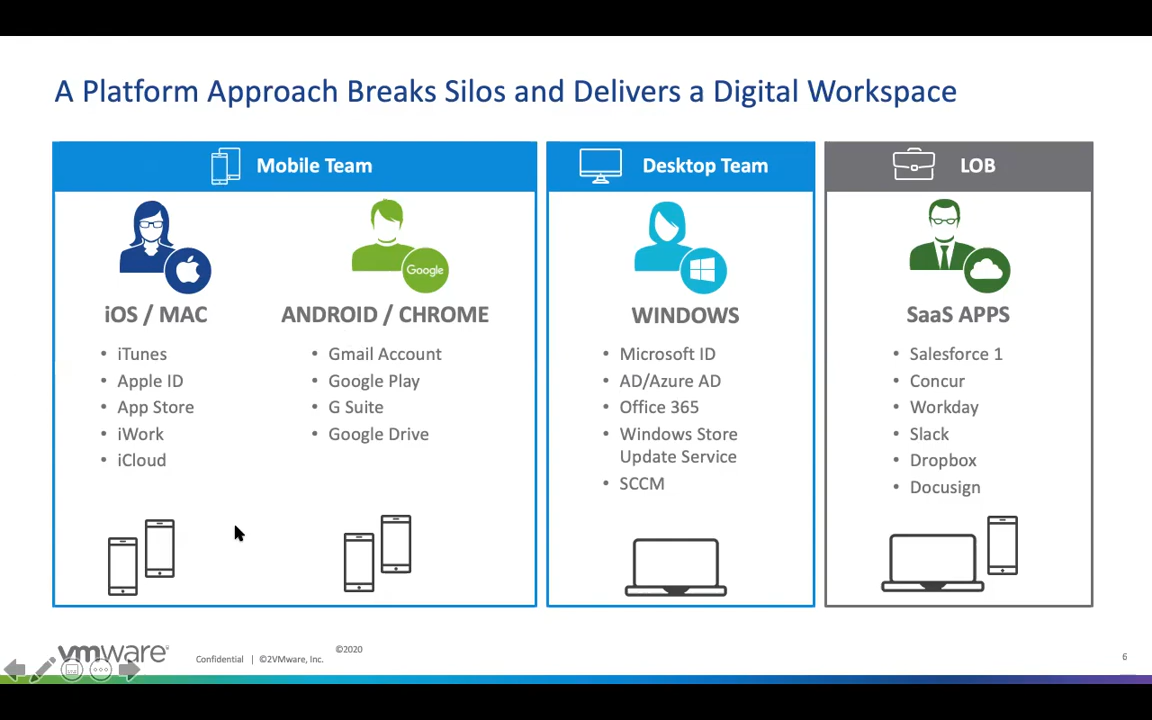 A Platform Approach Breaks Silos and Delivers a Digital Workspace
Mobile Team
iOS / MAC
• iTunes
• Apple ID
• App Store
• iWork
• iCloud
Google
ANDROID / CHROME
• Gmail Account
• Google Play
• G Suite
• Google Drive
Desktop Team
WINDOWS
• Microsoft ID
• AD/Azure AD
• Office 365
• Windows Store
Update Service
• SCCM
LOB
SaaS APPS
• Salesforce 1
• Concur
• Workday
• Slack
• Dropbox
• Docusign
vmware®
Confidential | ©2VMware, Inc.
©2020
6